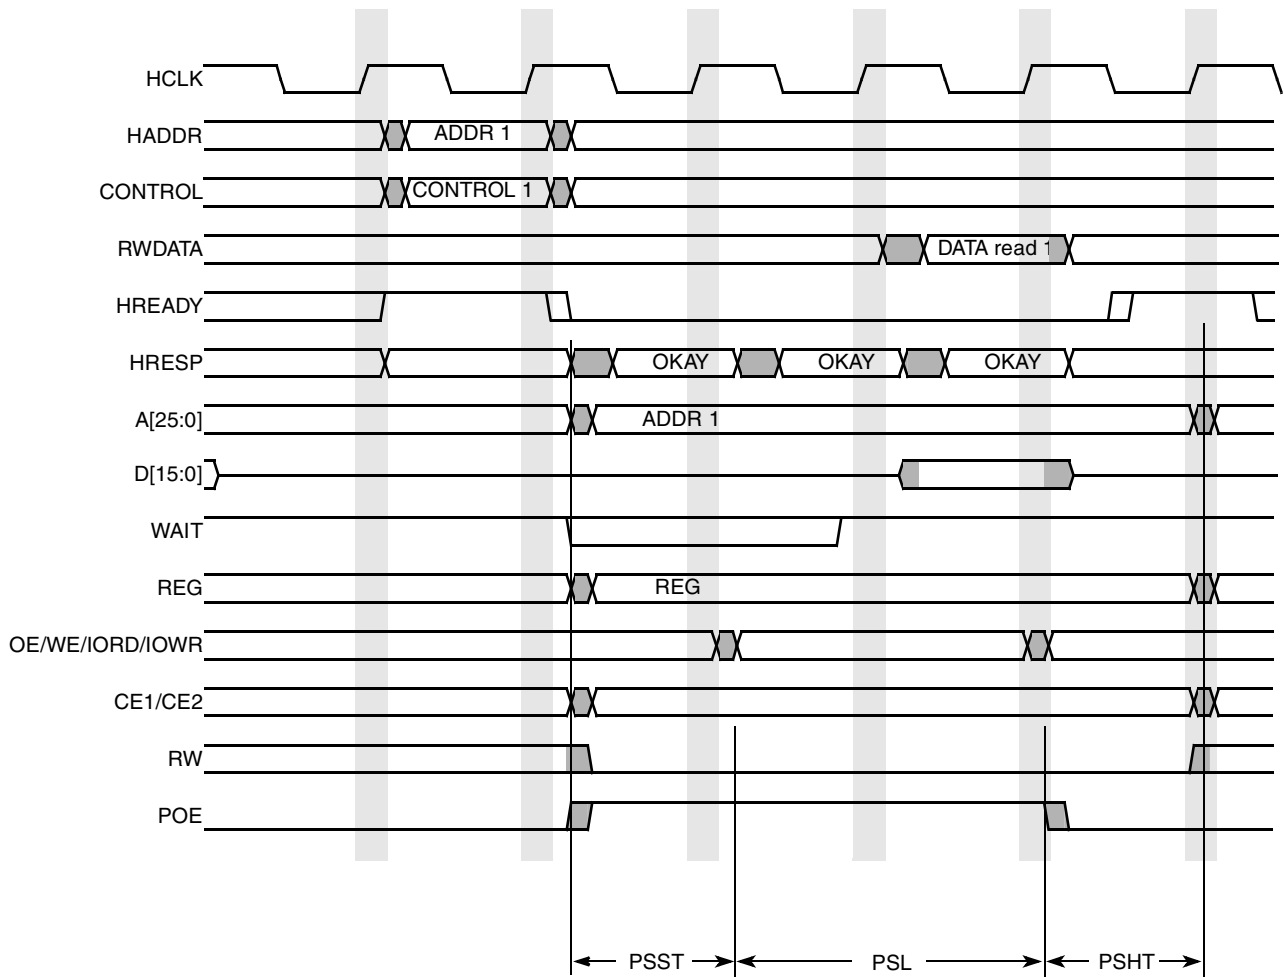 HCLK
HADDR ADDR 1
CONTROL CONTROL 1
RWDATA DATA read 1
HREADY
HRESP OKAY OKAY OKAY
A[25:0] ADDR 1
D[15:0]
WAIT
REG REG
OE/WE/IORD/IOWR
CE1/CE2
RW
POE
PSST PSL PSHT